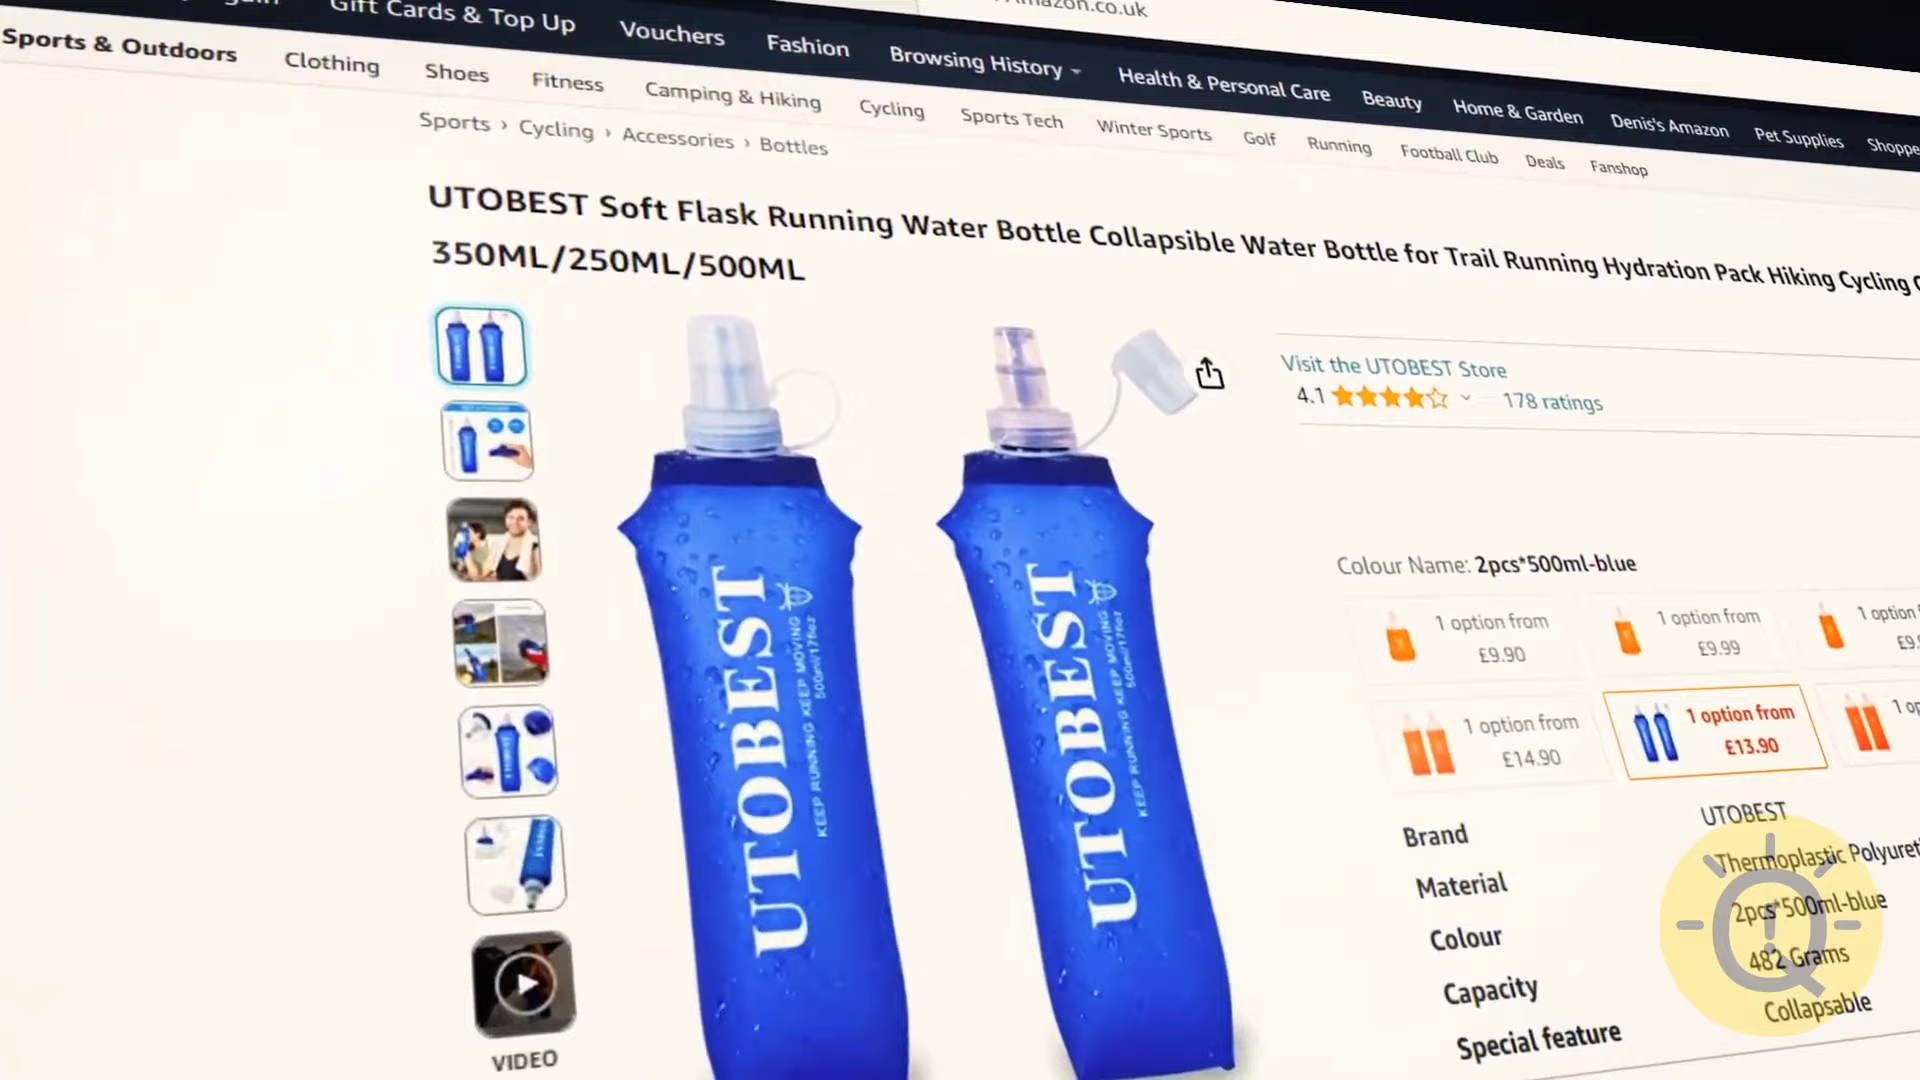 Gift Cards & Top Up
Vouchers
Fashion
Browsing History
Health & Personal Care
Beauty
Home & Garden
Denis's Amazon
Pet Supplies
Sports & Outdoors
Clothing
Shoes
Fitness
Camping & Hiking
Cycling
Sports Tech
Winter Sports
Golf
Running
Football Club
Deals
Fanshop
Sports › Cycling › Accessories › Bottles
UTOBEST Soft Flask Running Water Bottle Collapsible Water Bottle for Trail Running Hydration Pack Hiking Cycling
350ML/250ML/500ML
Visit the UTOBEST Store
4.1
178 ratings
UTOBEST
KEEP RUNNING KEEP MOVING
500ml/17floz
UTOBEST
KEEP RUNNING KEEP MOVING
500ml/17floz
Colour Name: 2pcs*500ml-blue
1 option from
£9.90
1 option from
£9.99
1 option
1 option from
£14.90
1 option from
£13.90
Brand
UTOBEST
Material
Thermoplastic
Colour
2pcs*500ml-blue
Capacity
482 Grams
Special feature
Collapsable
VIDEO